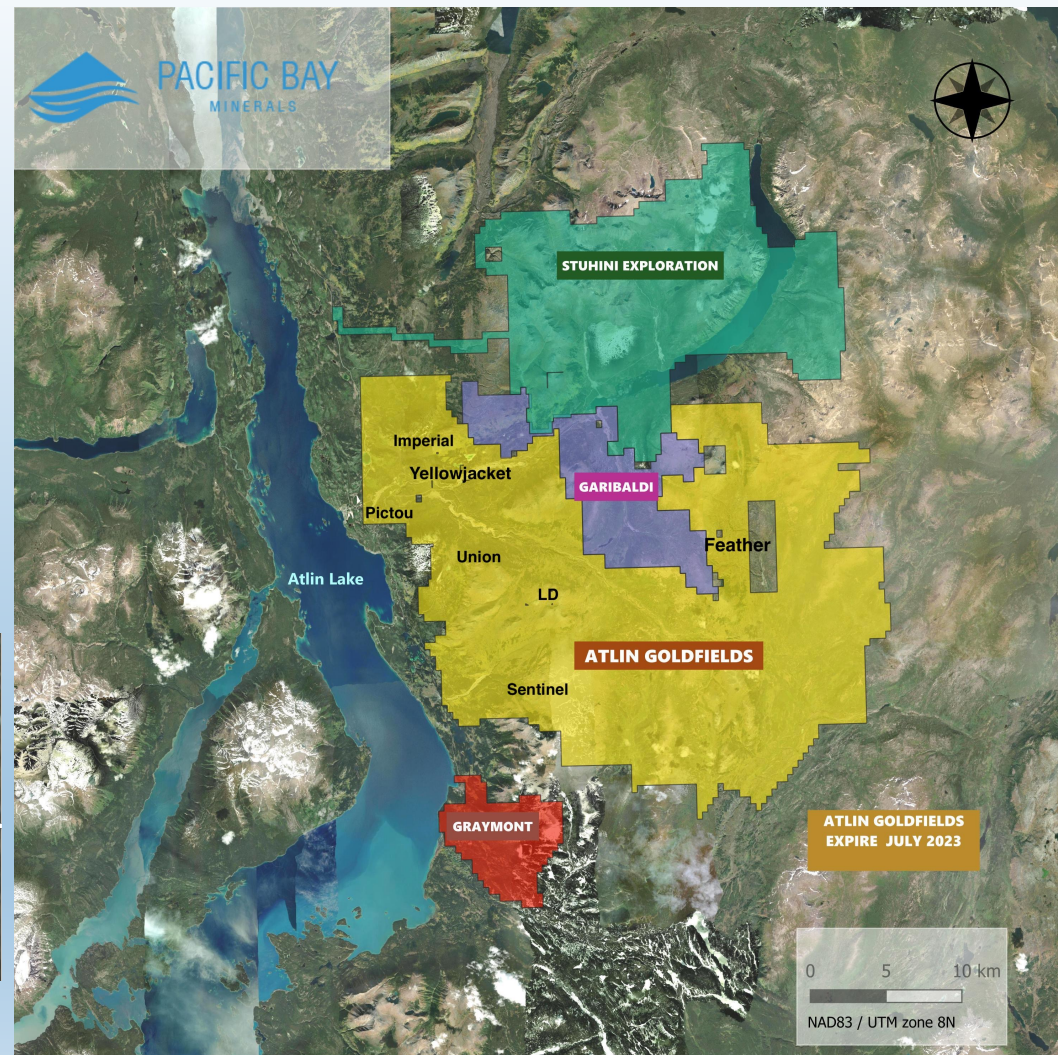 PACIFIC BAY
MINERALS
STUHINI EXPLORATION
Imperial
Yellowjacket
GARIBALDI
Pictou
Feather
Union
Atlin Lake
LD
ATLIN GOLDFIELDS
Sentinel
GRAYMONT
ATLIN GOLDFIELDS
EXPIRE JULY 2023
0 5 10 km
NAD83 / UTM zone 8N